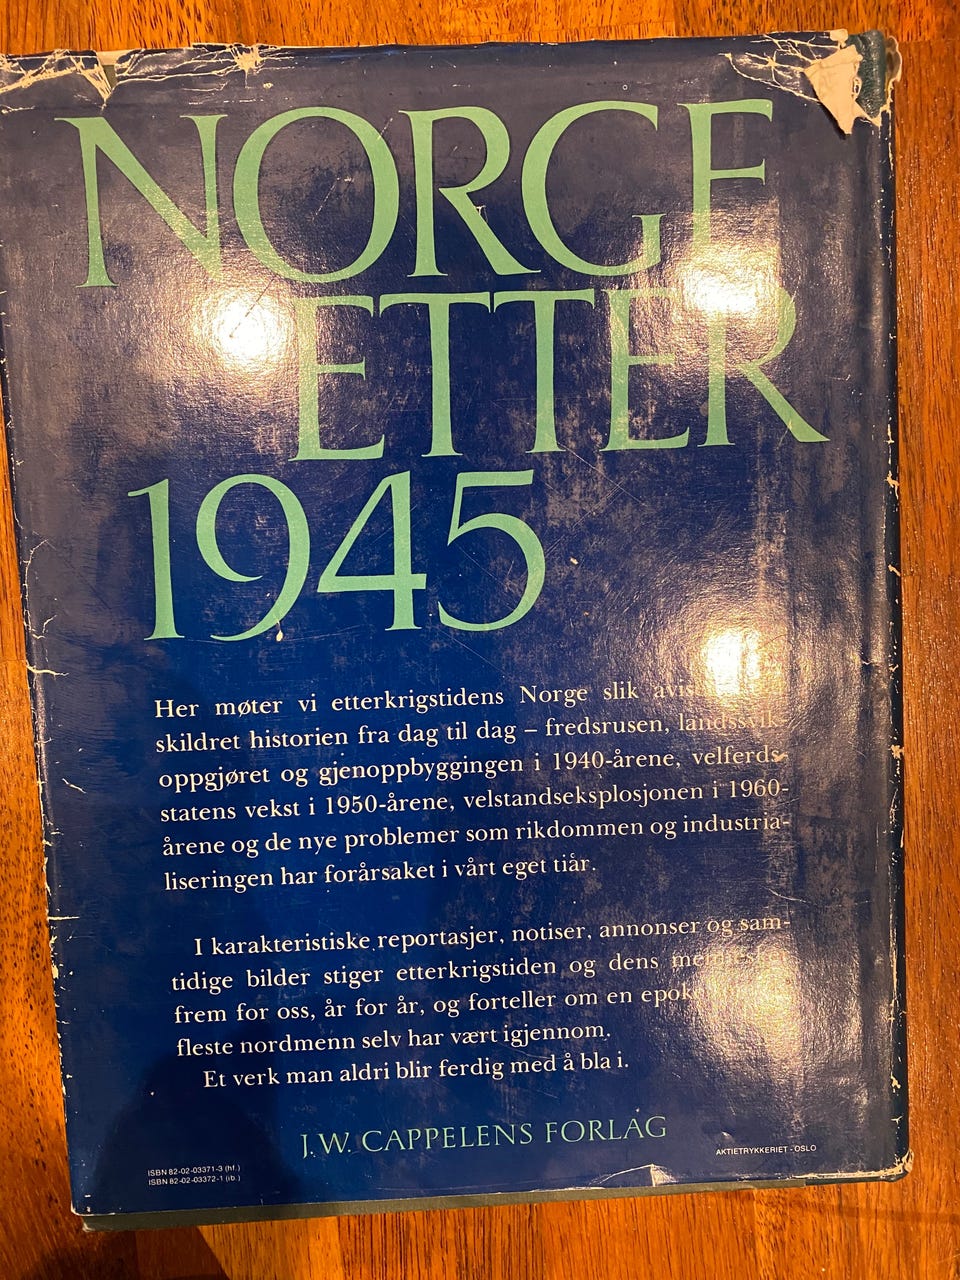 NORGE
ETTER
1945
Her møter vi etterkrigstidens Norge slik
skildret historien fra dag til dag – fredsrusen, landssvik-
oppgjøret og gjenoppbyggingen i 1940-årene, velferds-
statens vekst i 1950-årene, velstandseksplosjonen i 1960-
årene og de nye problemer som rikdommen og industria-
liseringen har forårsaket i vårt eget tiår.
I karakteristiske reportasjer, notiser, annonser og sam-
tidige bilder stiger etterkrigstiden og dens
frem for oss, år for år, og forteller om en epoke
fleste nordmenn selv har vært igjennom.
Et verk man aldri blir ferdig med å bla i.
J.W. CAPPELENS FORLAG
ISBN 82-02-03371-3 (hf.)
ISBN 82-02-03372-1 (ib.)
AKTIETRYKKERIET - OSLO